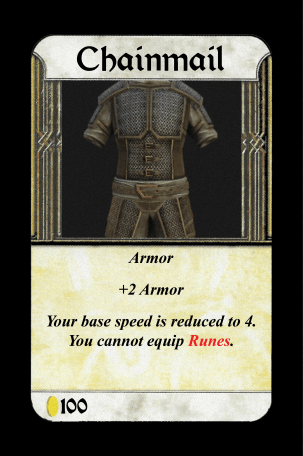 Chainmail
Armor
+2 Armor
Your base speed is reduced to 4.
You cannot equip Runes.
100